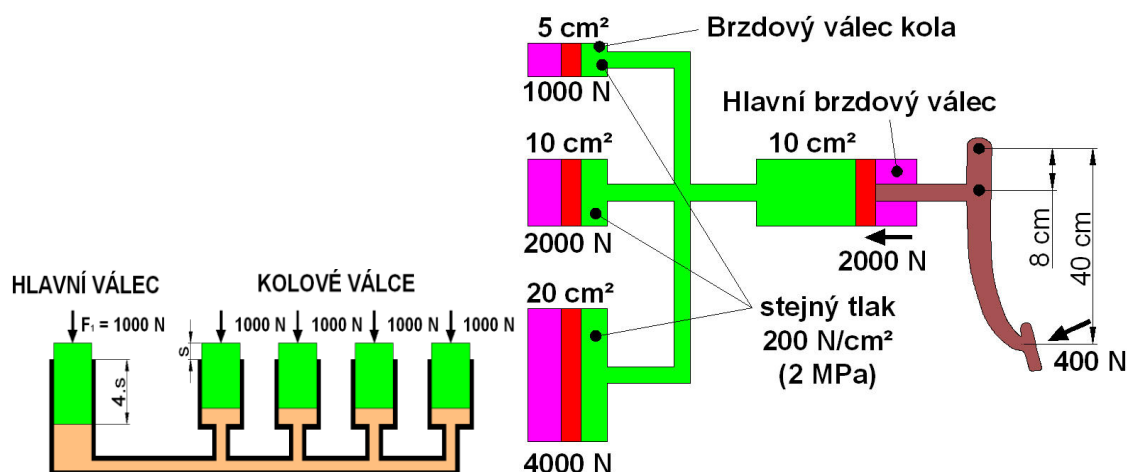 HLAVNÍ VÁLEC
KOLOVÉ VÁLCE
F₁ = 1000 N
1000 N
1000 N
1000 N
1000 N
s
4.s
5 cm²
Brzdový válec kola
1000 N
Hlavní brzdový válec
10 cm²
10 cm²
2000 N
2000 N
8 cm
40 cm
20 cm²
stejný tlak
200 N/cm²
(2 MPa)
400 N
4000 N